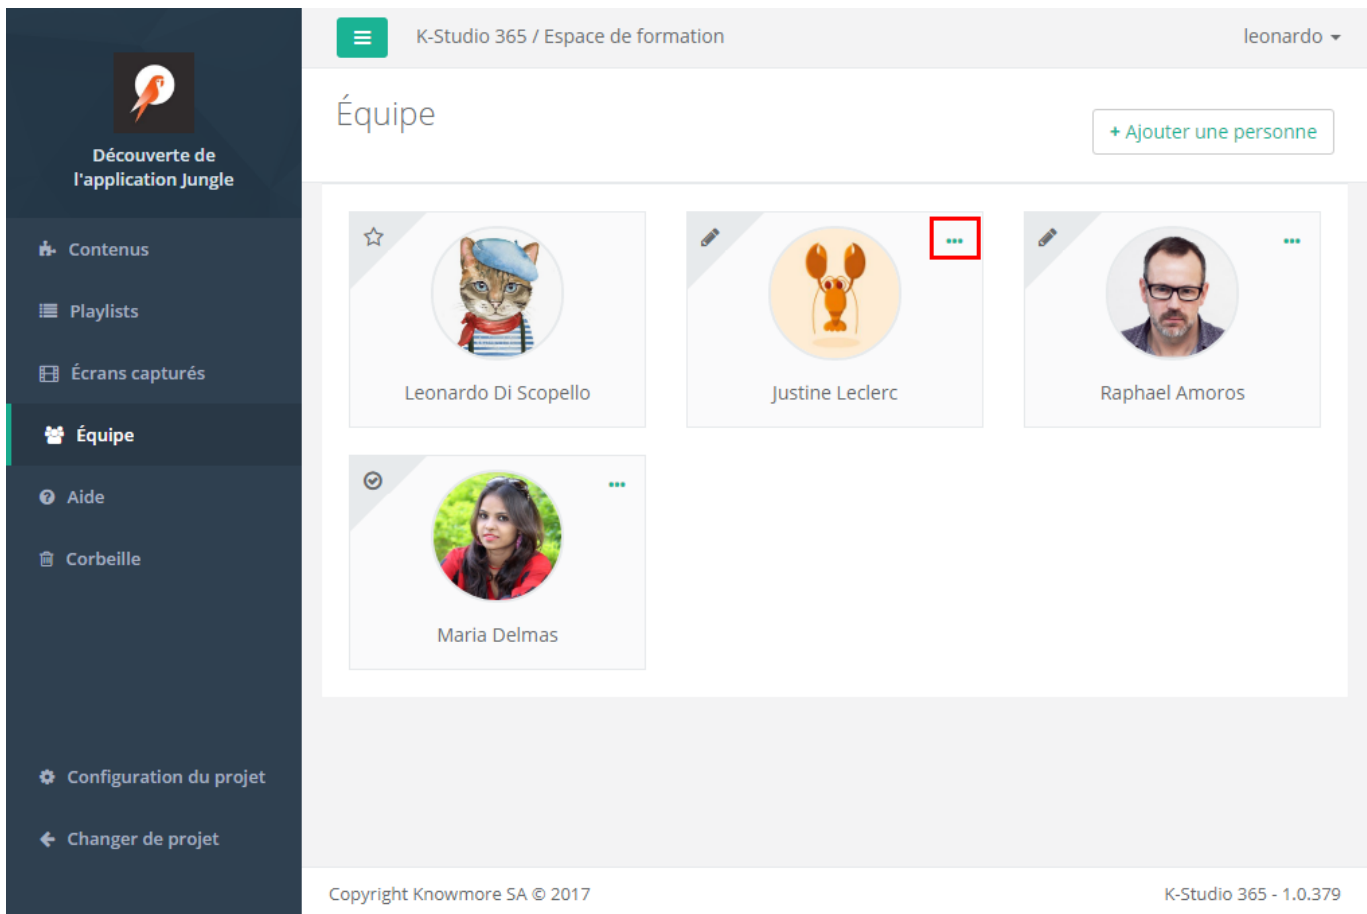 K-Studio 365 / Espace de formation
leonardo
Découverte de
l'application Jungle
Contenus
Playlists
Écrans capturés
Équipe
Aide
Corbeille
Configuration du projet
Changer de projet
Équipe
+ Ajouter une personne
Leonardo Di Scopello
Justine Leclerc
Raphael Amoros
Maria Delmas
Copyright Knowmore SA © 2017
K-Studio 365 - 1.0.379